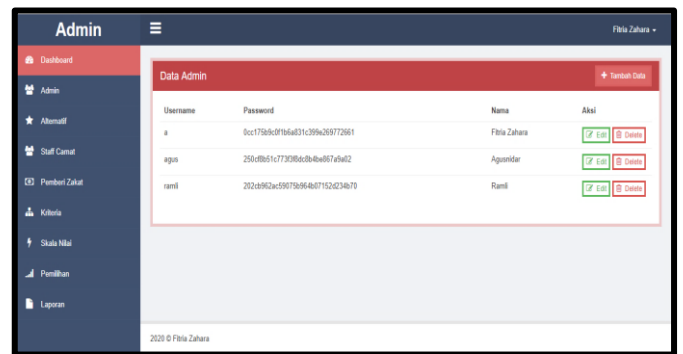 Admin
Fitria Zahara
Dashboard
Admin
Alternatif
Staff Camat
Pemberi Zakat
Kriteria
Skala Nilai
Pemilihan
Laporan
Data Admin
+ Tambah Data
Username Password Nama Aksi
a 0cc175b9c0f1b6a831c399e269772661 Fitria Zahara Edit Delete
agus Agusnidar Edit Delete
ramli 202cb962ac59075b964b07152d234b70 Ramli Edit Delete
2020 © Fitria Zahara